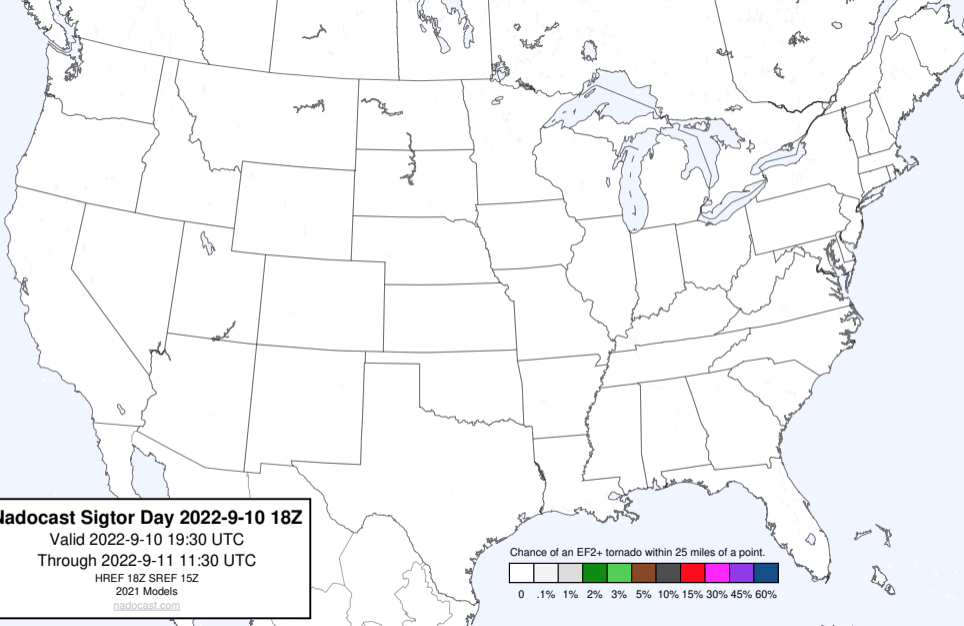 Nadocast Sigtor Day 2022-9-10 18Z
Valid 2022-9-10 19:30 UTC
Through 2022-9-11 11:30 UTC
HREF 18Z SREF 15Z
2021 Models
nadocast.com
Chance of an EF2+ tornado within 25 miles of a point.
0 .1% 1% 2% 3% 5% 10% 15% 30% 45% 60%